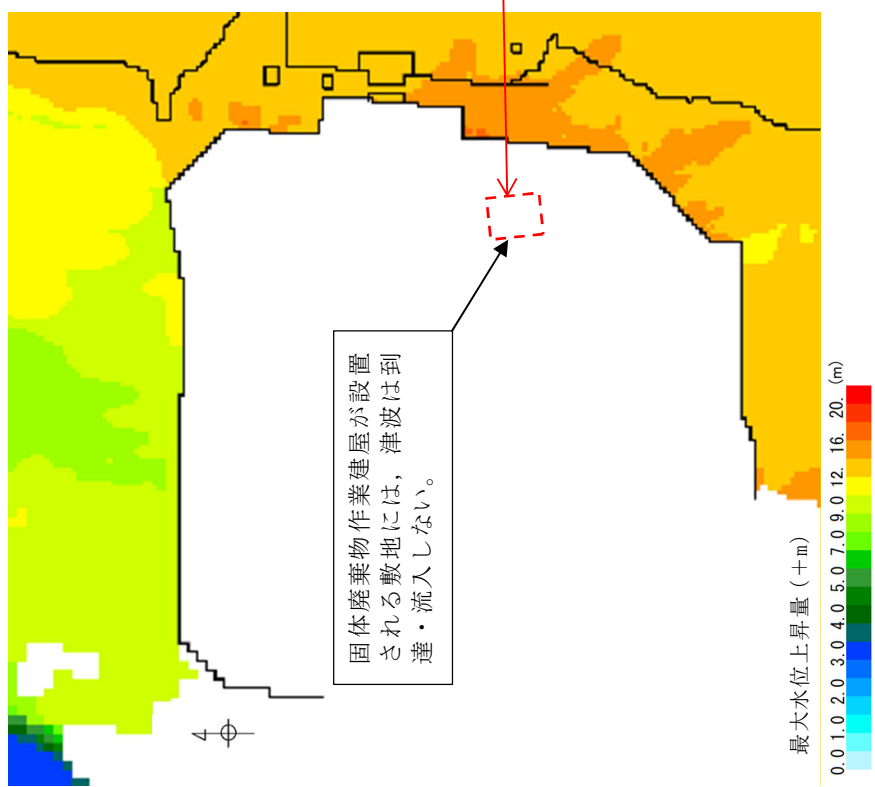 固体廃棄物作業建屋が設置
される敷地には，津波は到
達・流入しない。
最大水位上昇量（＋m）
0.0 1.0 2.0 3.0 4.0 5.0 7.0 9.0 12. 16. 20. (m)